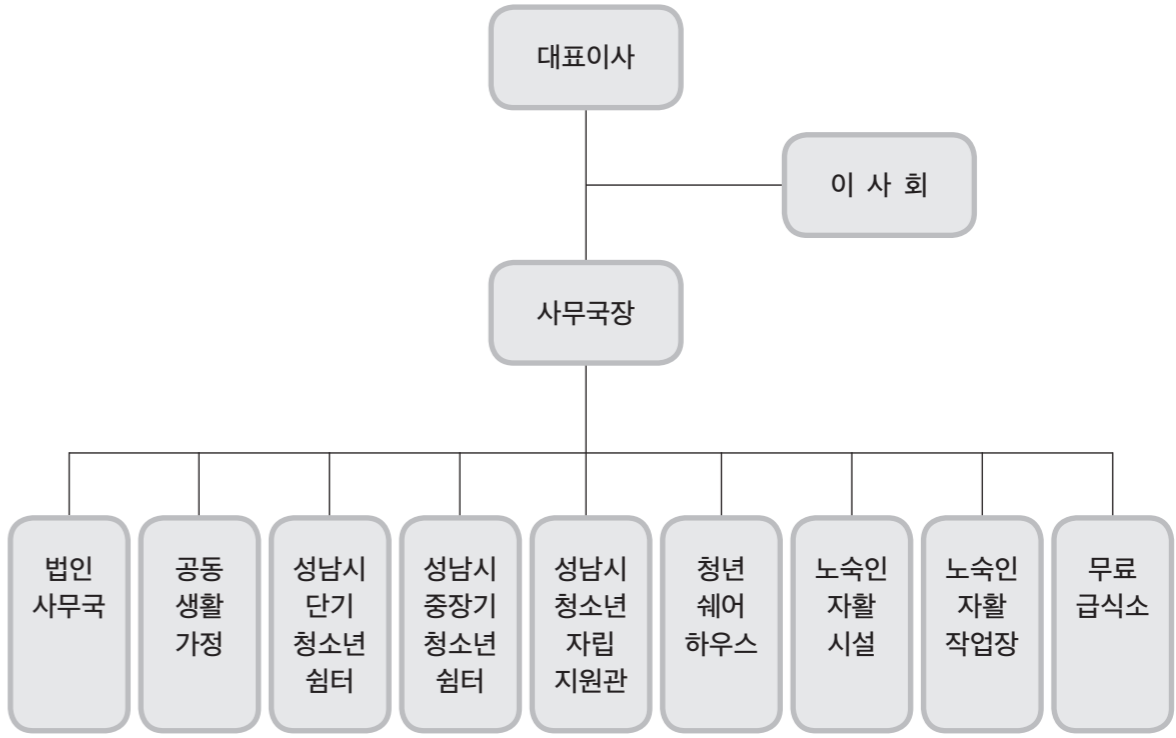 대표이사
이 사 회
사무국장
법인
사무국
공동
생활
가정
성남시
단기
청소년
쉼터
성남시
중장기
청소년
쉼터
성남시
청소년
자립
지원관
청년
쉐어
하우스
노숙인
자활
시설
노숙인
자활
작업장
무료
급식소